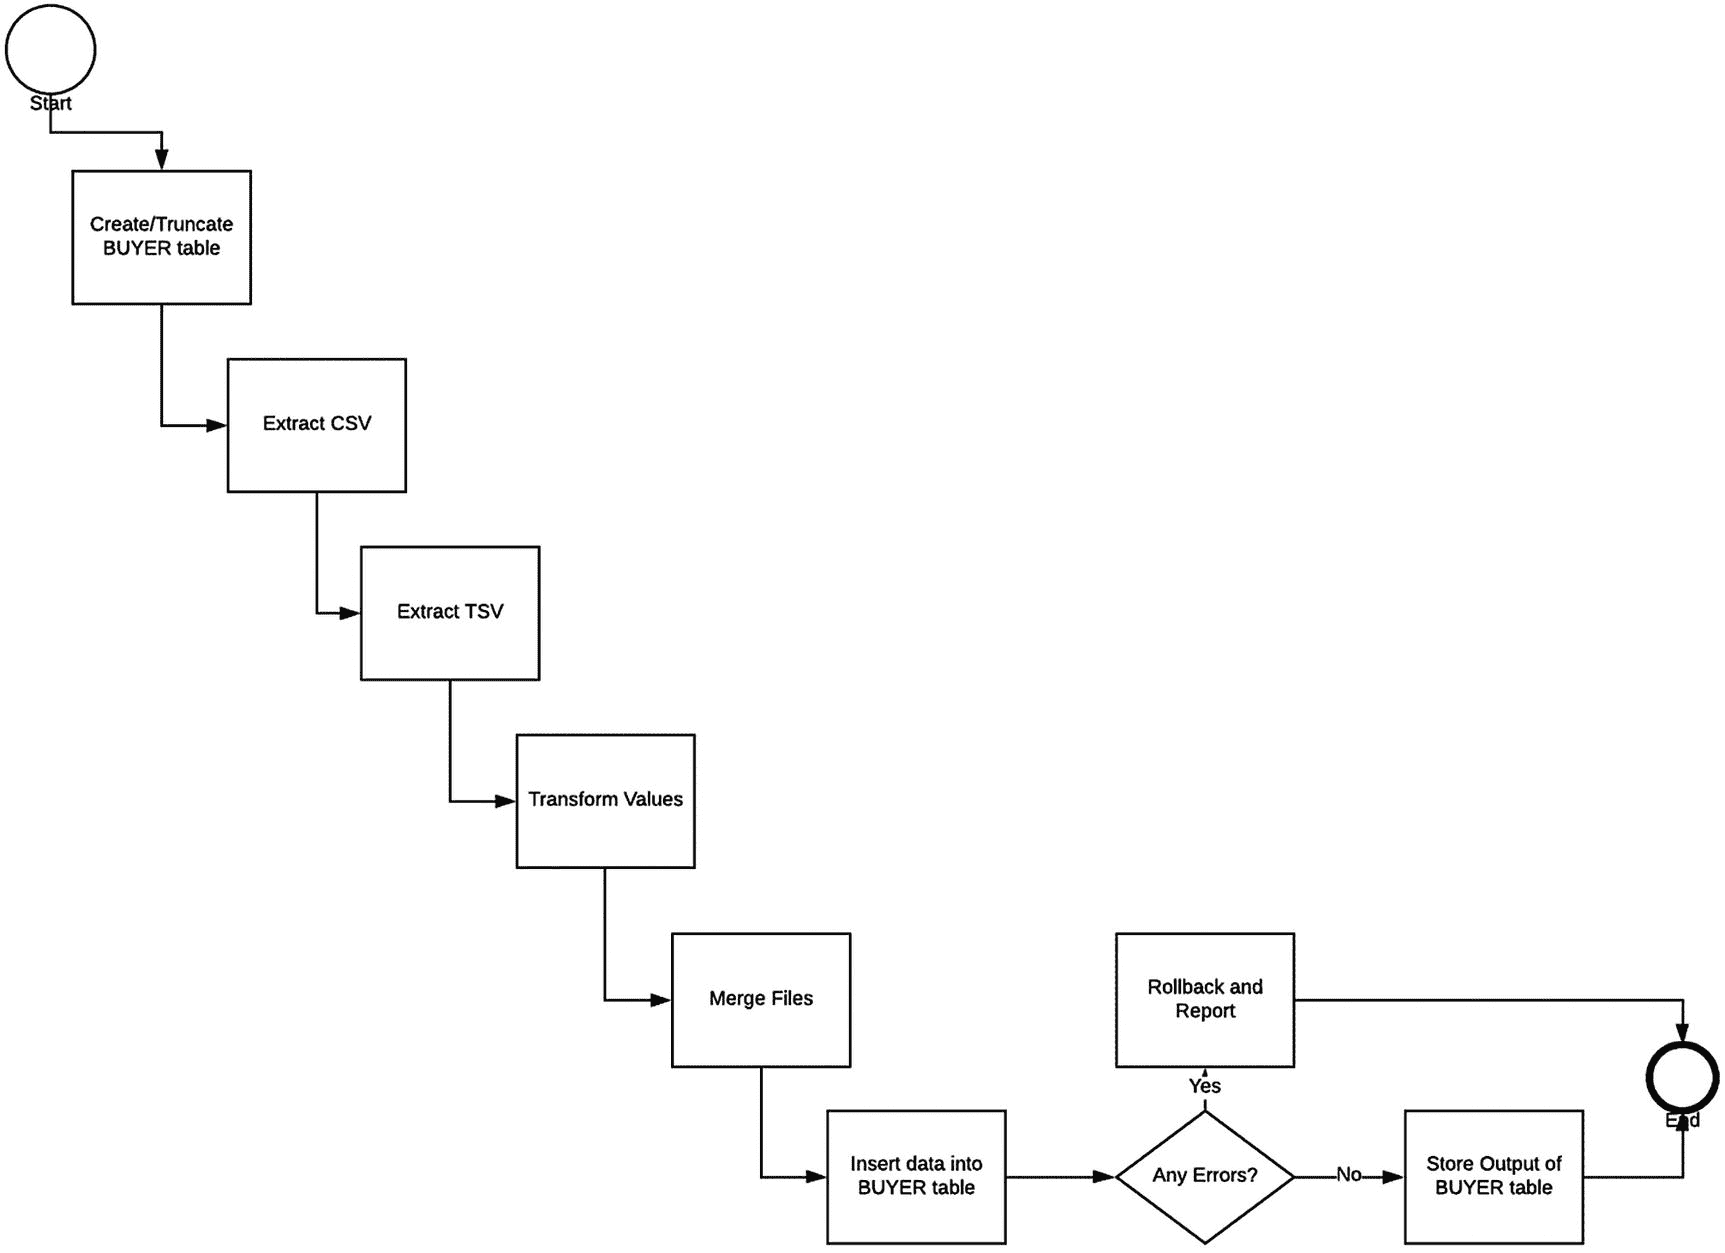 Start
Create/Truncate
BUYER table
Extract CSV
Extract TSV
Transform Values
Merge Files
Insert data into
BUYER table
Any Errors?
Yes
Rollback and
Report
No
Store Output of
BUYER table
End